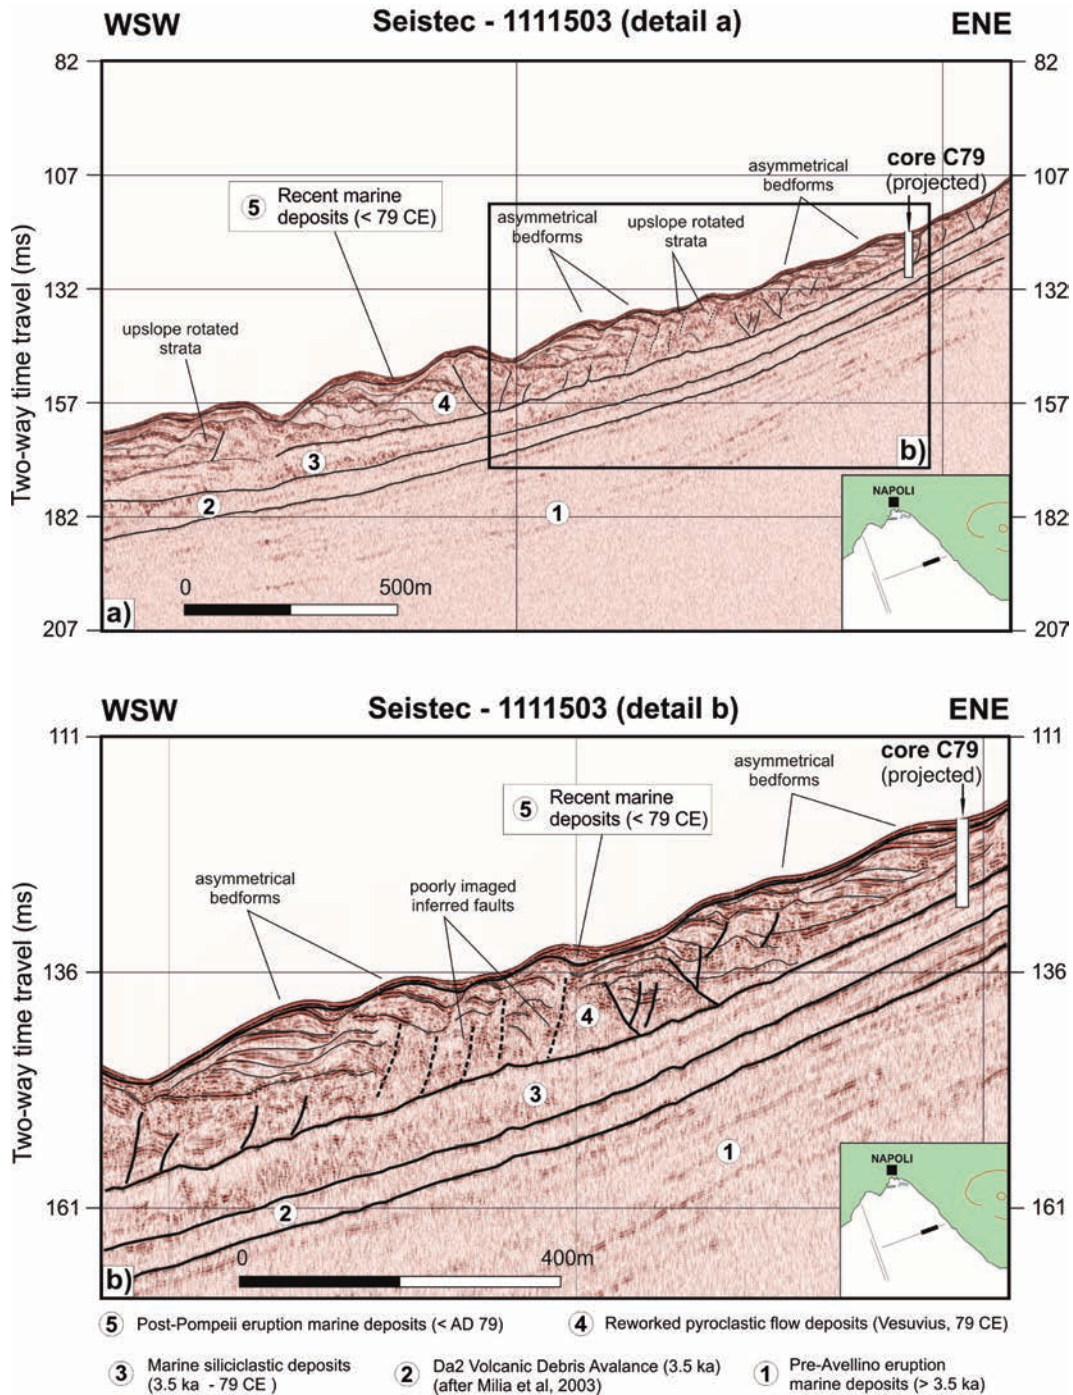 WSW Seistec - 1111503 (detail a) ENE
82 82
107 107
132 132
157 157
182 182
207 207
Two-way time travel (ms)
core C79
(projected)
asymmetrical
bedforms
5 Recent marine
deposits (< 79 CE)
asymmetrical
bedforms
upslope rotated
strata
upslope rotated
strata
4
3
2
1
b)
NAPOLI
0 500m
a)
WSW Seistec - 1111503 (detail b) ENE
111 111
136 136
161 161
Two-way time travel (ms)
core C79
(projected)
asymmetrical
bedforms
5 Recent marine
deposits (< 79 CE)
asymmetrical
bedforms
poorly imaged
inferred faults
4
3
1
2
NAPOLI
0 400m
b)
5 Post-Pompeii eruption marine deposits (< AD 79)
4 Reworked pyroclastic flow deposits (Vesuvius, 79 CE)
3 Marine siliciclastic deposits
(3.5 ka - 79 CE )
2 Da2 Volcanic Debris Avalance (3.5 ka)
(after Milia et al, 2003)
1 Pre-Avellino eruption
marine deposits (> 3.5 ka)